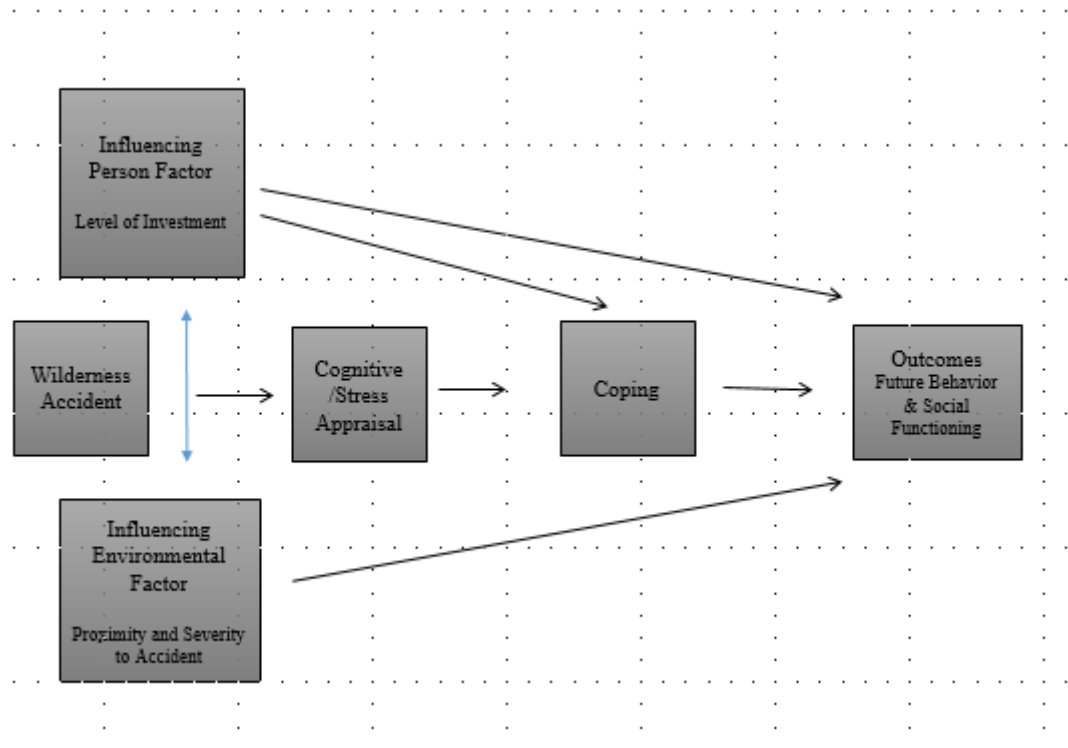 Influencing
Person Factor
Level of Investment
Wilderness
Accident
Cognitive
/Stress
Appraisal
Coping
Outcomes
Future Behavior
& Social
Functioning
Influencing
Environmental
Factor
Proximity and Severity
to Accident